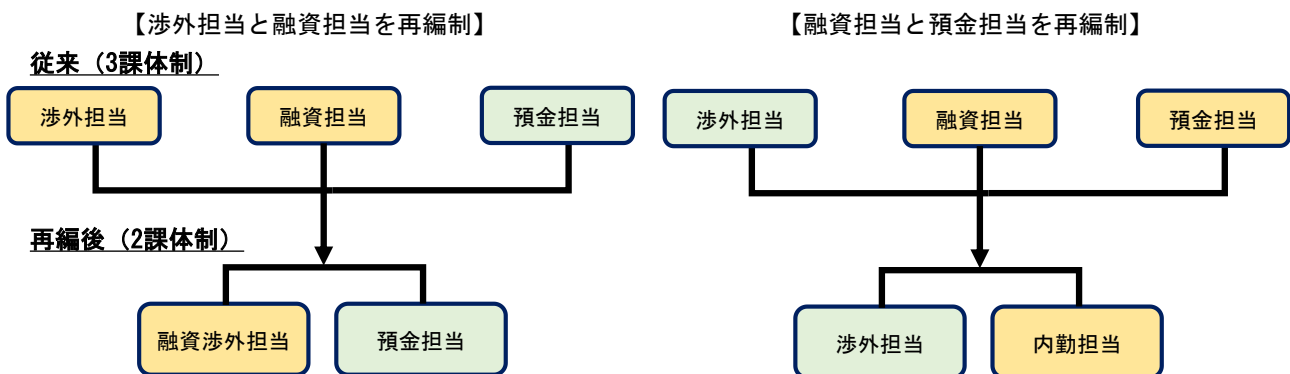 【渉外担当と融資担当を再編制】
従来（3課体制）
渉外担当
融資担当
預金担当
再編後（2課体制）
融資渉外担当
預金担当
【融資担当と預金担当を再編制】
渉外担当
融資担当
預金担当
渉外担当
内勤担当